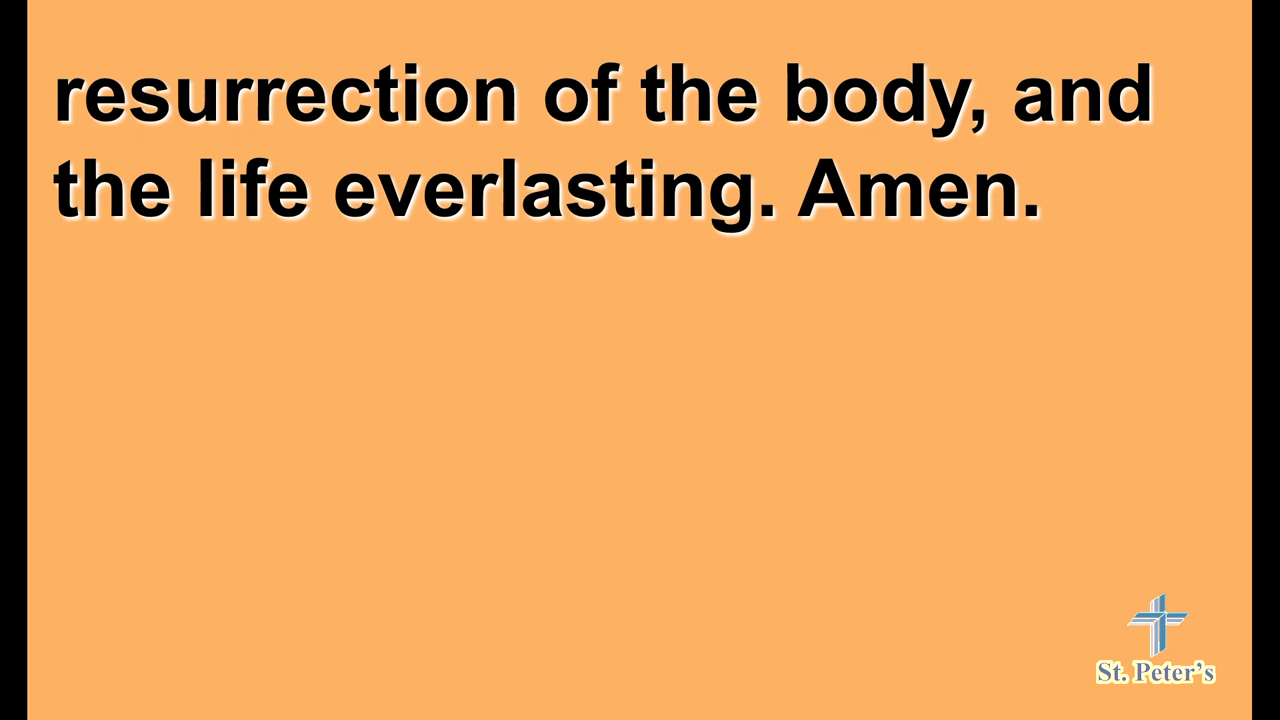 resurrection of the body, and
the life everlasting. Amen.
St. Peter’s